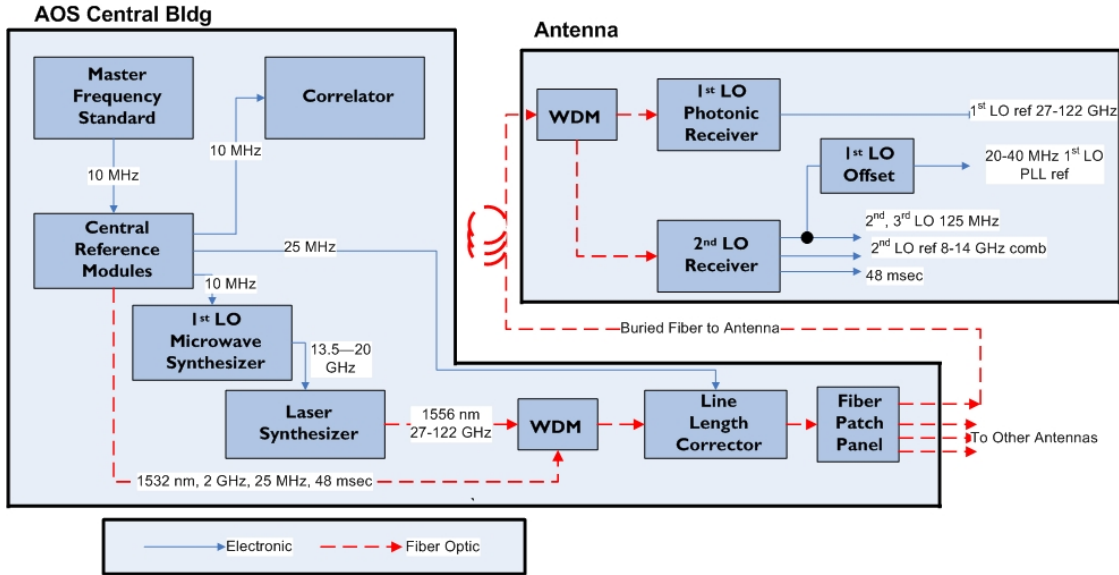 AOS Central Bldg
Antenna
Master
Frequency
Standard
Correlator
10 MHz
10 MHz
Central
Reference
Modules
25 MHz
10 MHz
1st LO
Microwave
Synthesizer
13.5—20
GHz
Laser
Synthesizer
1556 nm
27-122 GHz
WDM
Line
Length
Corrector
Fiber
Patch
Panel
To Other Antennas
1532 nm, 2 GHz, 25 MHz, 48 msec
WDM
1st LO
Photonic
Receiver
1st LO ref 27-122 GHz
1st LO
Offset
20-40 MHz 1st LO
PLL ref
2nd LO
Receiver
2nd, 3rd LO 125 MHz
2nd LO ref 8-14 GHz comb
48 msec
Buried Fiber to Antenna
Electronic
Fiber Optic